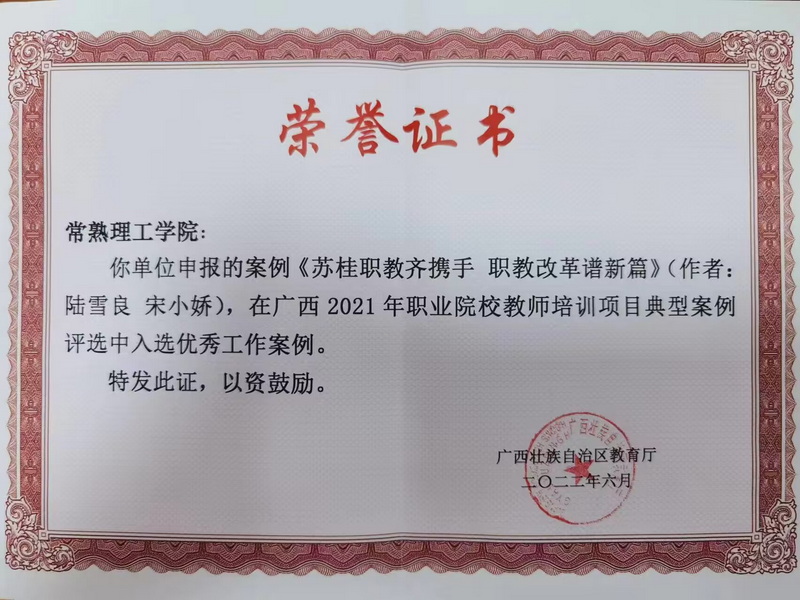 荣誉证书
常熟理工学院：
你单位申报的案例《苏桂职教齐携手 职教改革谱新篇》（作者：
陆雪良 宋小娇），在广西 2021 年职业院校教师培训项目典型案例
评选中入选优秀工作案例。
特发此证，以资鼓励。
广西壮族自治区教育厅
二〇二二年六月